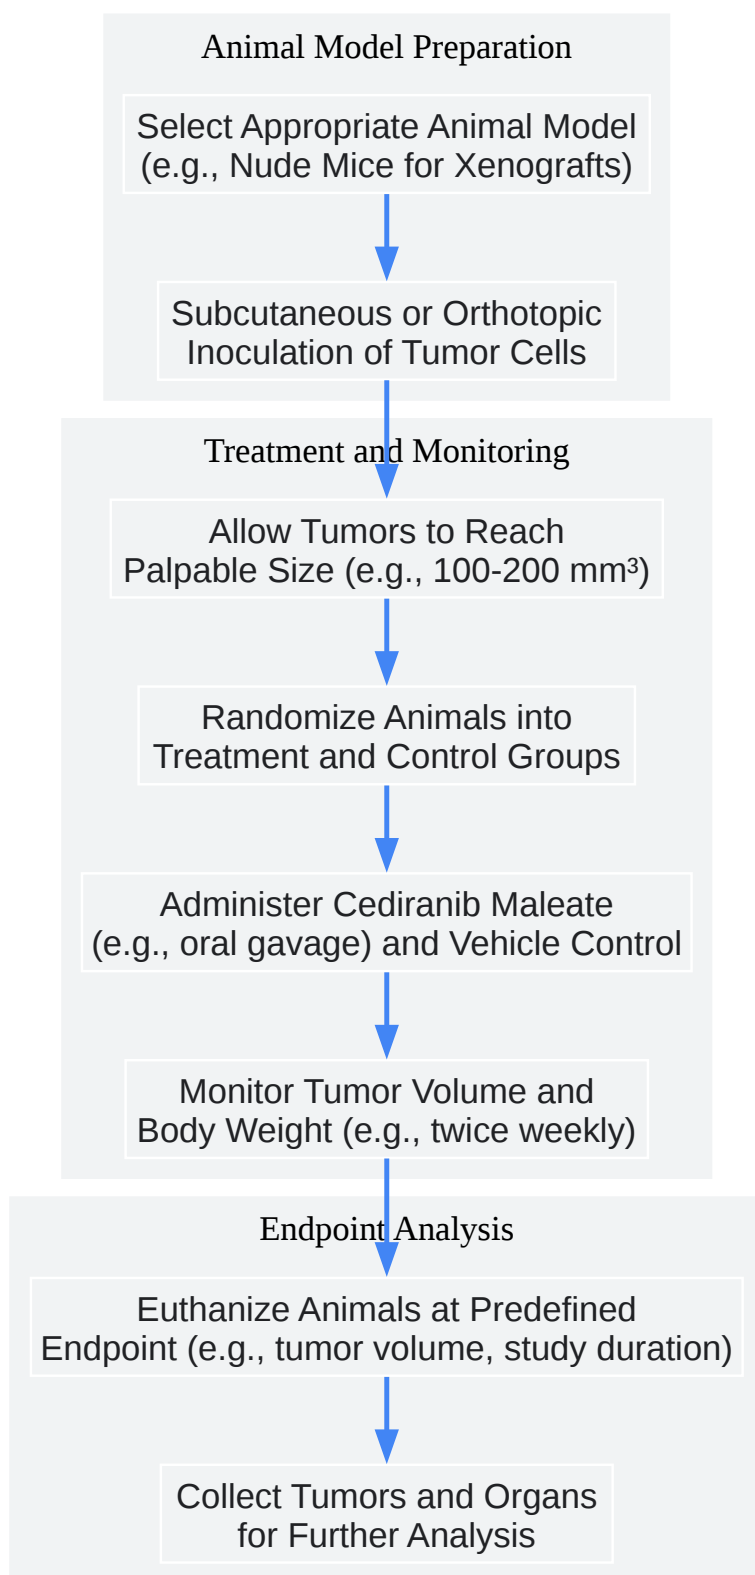 Animal Model Preparation
Select Appropriate Animal Model
(e.g., Nude Mice for Xenografts)
Subcutaneous or Orthotopic
Inoculation of Tumor Cells
Treatment and Monitoring
Allow Tumors to Reach
Palpable Size (e.g., 100-200 mm³)
Randomize Animals into
Treatment and Control Groups
Administer Cediranib Maleate
(e.g., oral gavage) and Vehicle Control
Monitor Tumor Volume and
Body Weight (e.g., twice weekly)
Endpoint Analysis
Euthanize Animals at Predefined
Endpoint (e.g., tumor volume, study duration)
Collect Tumors and Organs
for Further Analysis